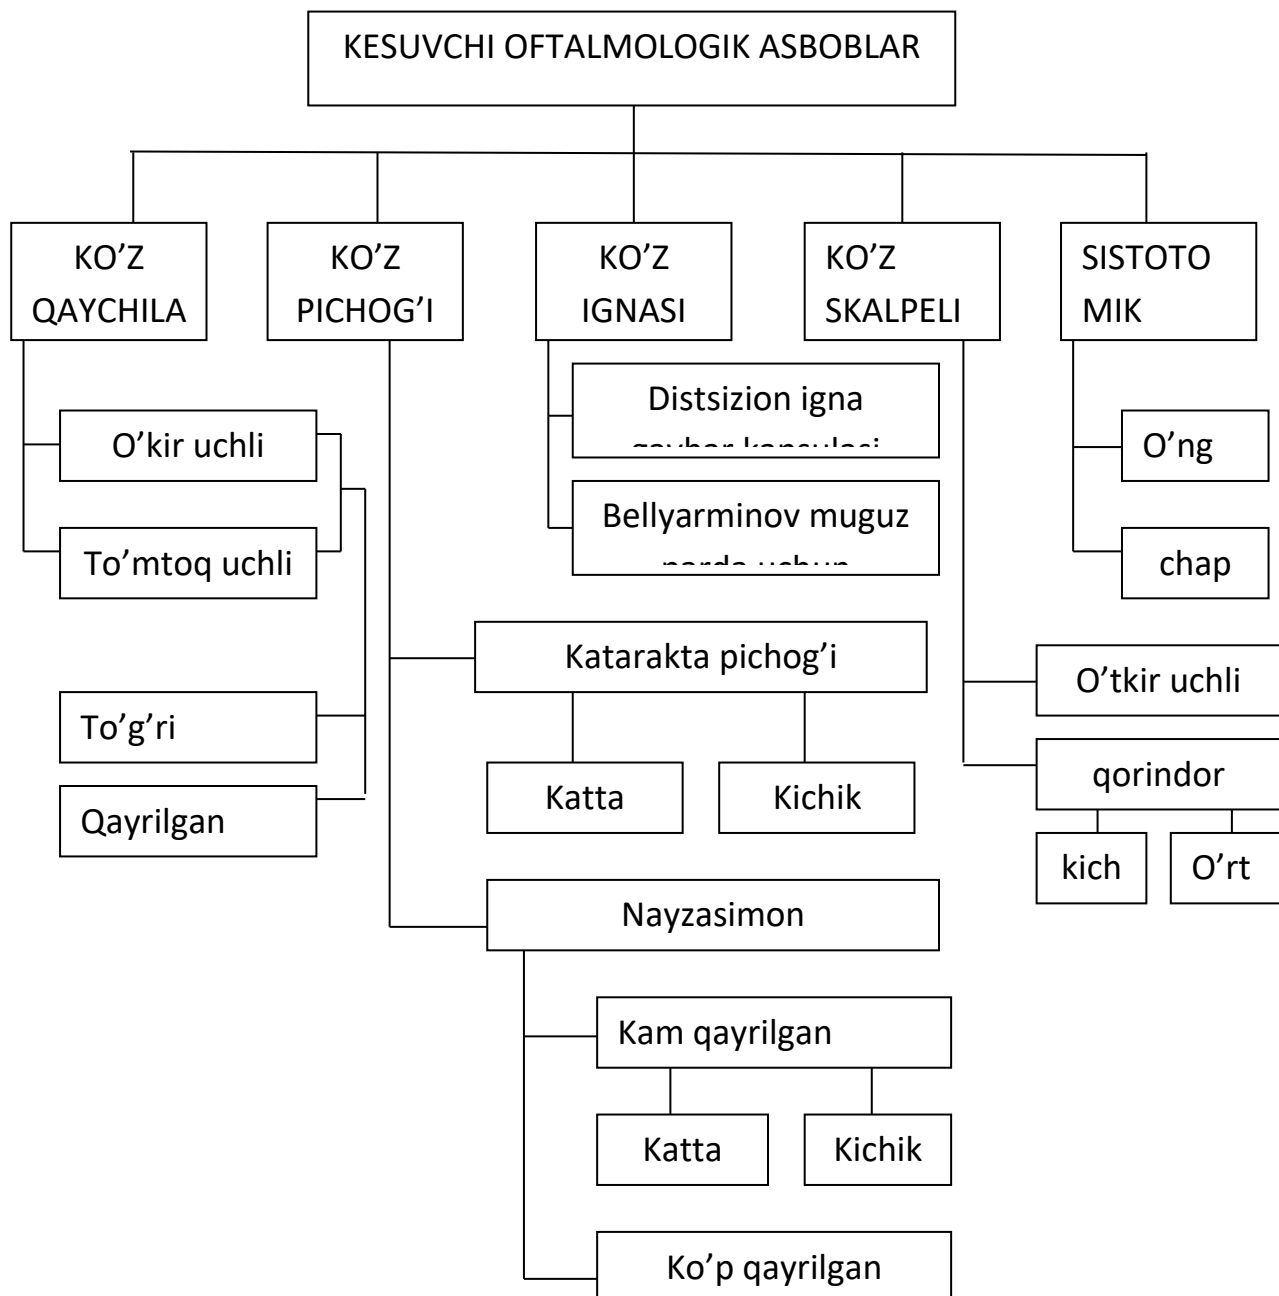 KESUVCHI OFTALMOLOGIK ASBOBLAR
KO’Z
QAYCHILA
KO’Z
PICHOG’I
KO’Z
IGNASI
KO’Z
SKALPELI
SISTOTO
MIK
Distsizion igna
O’kir uchli
O’ng
Bellyarminov muguz
To’mtoq uchli
chap
Katarakta pichog’i
O’tkir uchli
To’g’ri
qorindor
Katta
Kichik
Qayrilgan
kich
O’rt
Nayzasimon
Kam qayrilgan
Katta
Kichik
Ko’p qayrilgan